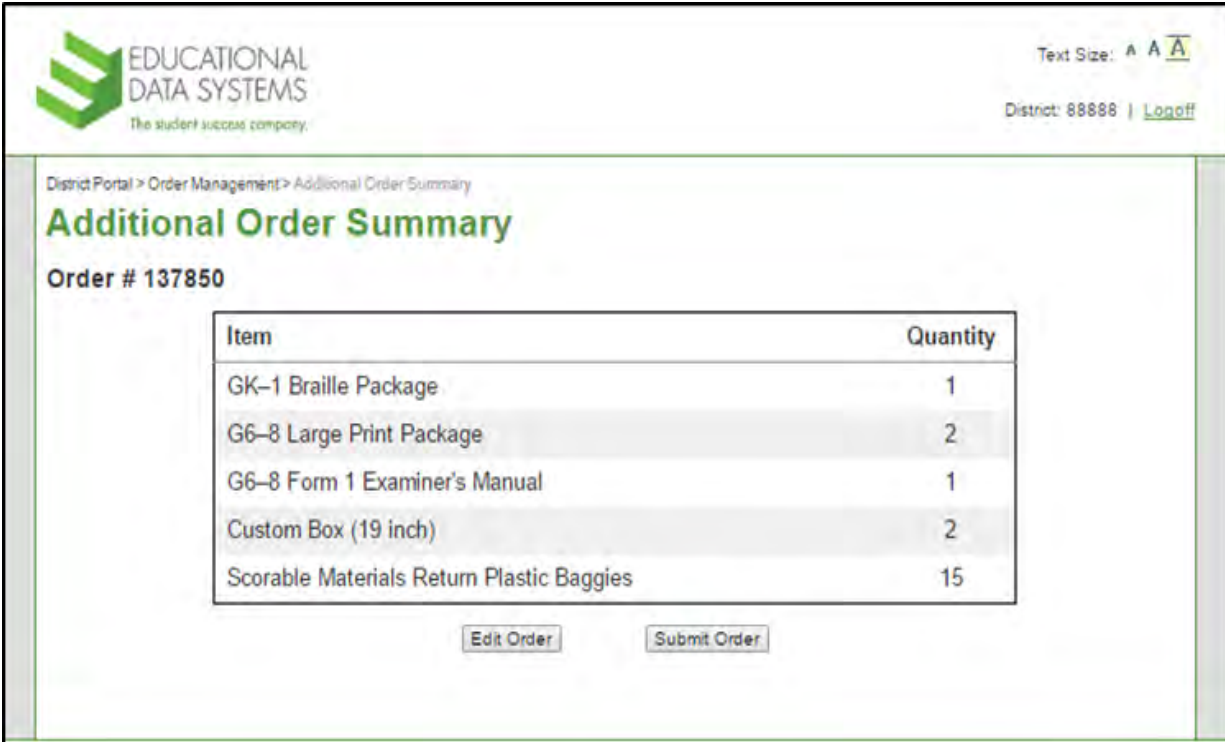 EDUCATIONAL
DATA SYSTEMS
The student success company.
Text Size: A A A
District: 88888 | Logoff
District Portal > Order Management > Additional Order Summary
Additional Order Summary
Order # 137850
Item Quantity
GK–1 Braille Package 1
G6–8 Large Print Package 2
G6–8 Form 1 Examiner's Manual 1
Custom Box (19 inch) 2
Scorable Materials Return Plastic Baggies 15
Edit Order Submit Order